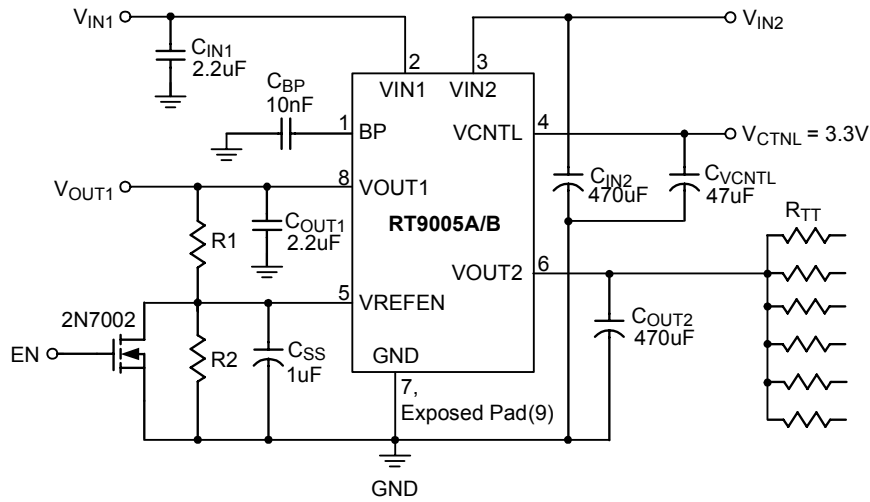 VIN1
VIN2
CIN1
2.2uF
2
3
VIN1
VIN2
CBP
10nF
1
BP
VCNTL
4
VCTNL = 3.3V
VOUT1
8
VOUT1
CIN2
470uF
CVCNTL
47uF
COUT1
2.2uF
RT9005A/B
RTT
R1
VOUT2
6
2N7002
5
VREFEN
COUT2
470uF
EN
R2
CSS
1uF
GND
7,
Exposed Pad(9)
GND